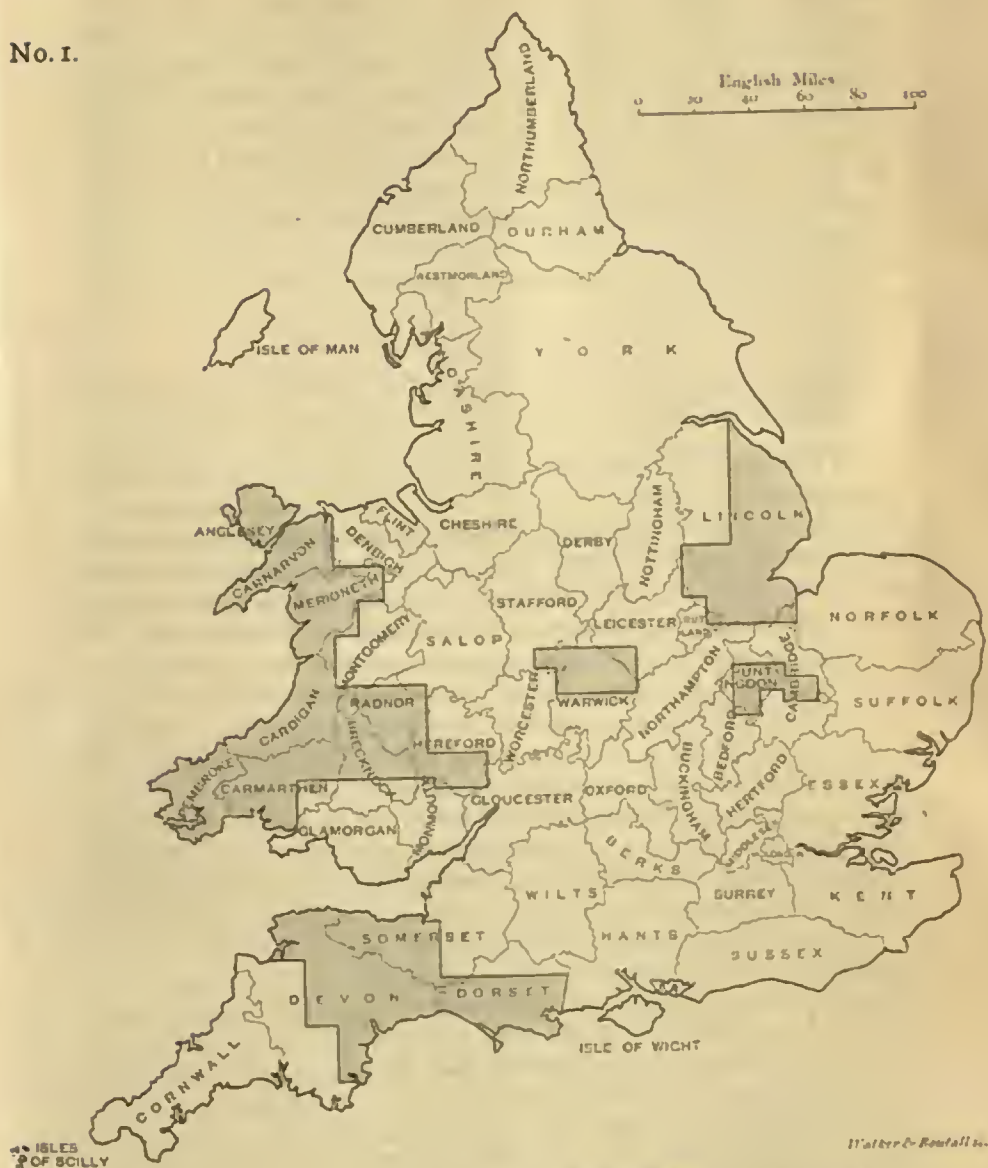 No. 1.
English Miles
0 20 40 60 80 100
NORTHUMBERLAND
CUMBERLAND
DURHAM
WESTMORLAND
ISLE OF MAN
YORK
ANGLESEY
FLINT
CHESHIRE
DENBIGH
CARNARVON
MERIONETH
DERBY
NOTTINGHAM
LINCOLN
STAFFORD
MONTGOMERY
SALOP
LEICESTER
RUTLAND
NORFOLK
CAMBRIDGE
NORTHAMPTON
SUFFOLK
WORCESTER
WARWICK
RADNOR
CARDIGAN
BRECKNOCK
HEREFORD
BEDFORD
BUCKINGHAM
HERTFORD
ESSEX
PEMBROKE
CARMARTHEN
GLAMORGAN
MONMOUTH
GLOUCESTER
OXFORD
MIDDLESEX
LONDON
BERKS
WILTS
SURREY
KENT
SOMERSET
HANTS
SUSSEX
DEVON
DORSET
ISLE OF WIGHT
CORNWALL
ISLES
OF SCILLY
Walker & Boutall sc.